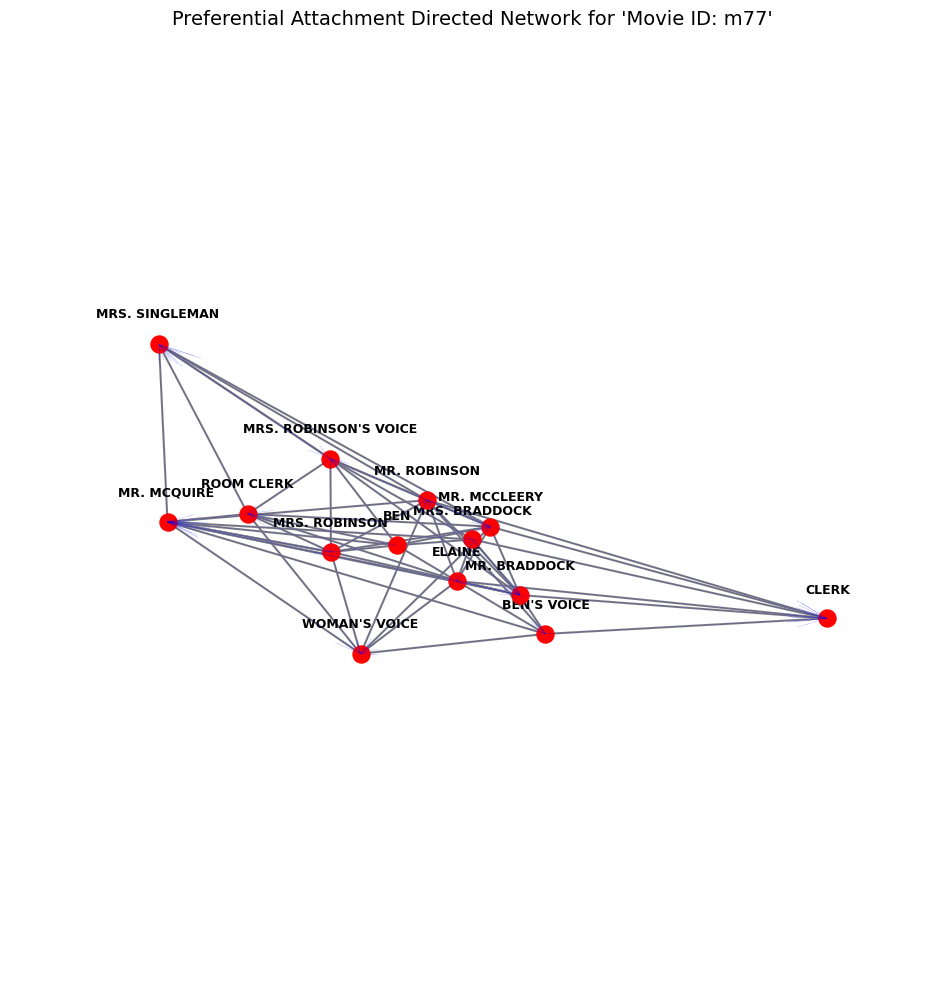 Preferential Attachment Directed Network for 'Movie ID: m77'
MRS. SINGLEMAN
MRS. ROBINSON'S VOICE
MR. ROBINSON
ROOM CLERK
MR. MCQUIRE
MR. MCCLEERY
MRS. BRADDOCK
BEN
MRS. ROBINSON
ELAINE
MR. BRADDOCK
CLERK
BEN'S VOICE
WOMAN'S VOICE